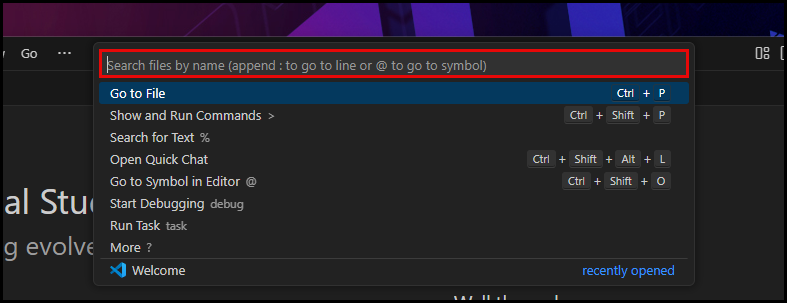 Go ···
Search files by name (append : to go to line or @ to go to symbol)
Go to File Ctrl + P
Show and Run Commands > Ctrl + Shift + P
Search for Text %
Open Quick Chat Ctrl + Shift + Alt + L
Go to Symbol in Editor @ Ctrl + Shift + O
Start Debugging debug
Run Task task
More ?
Welcome recently opened
al Stu
g evolve